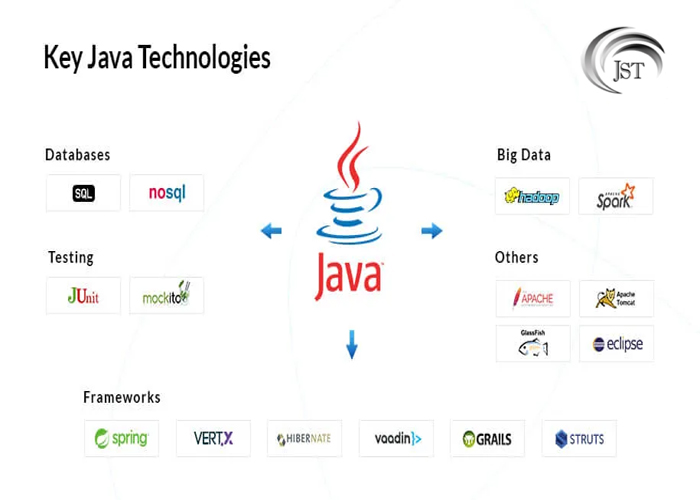 Key Java Technologies
JST
Databases
SQL
nosql
Testing
JUnit
mockito
Java
Big Data
hadoop
APACHE
Spark
Others
APACHE
Apache
Tomcat
GlassFish
eclipse
Frameworks
spring
VERT.X
HIBERNATE
vaadin}>
GRAILS
STRUTS